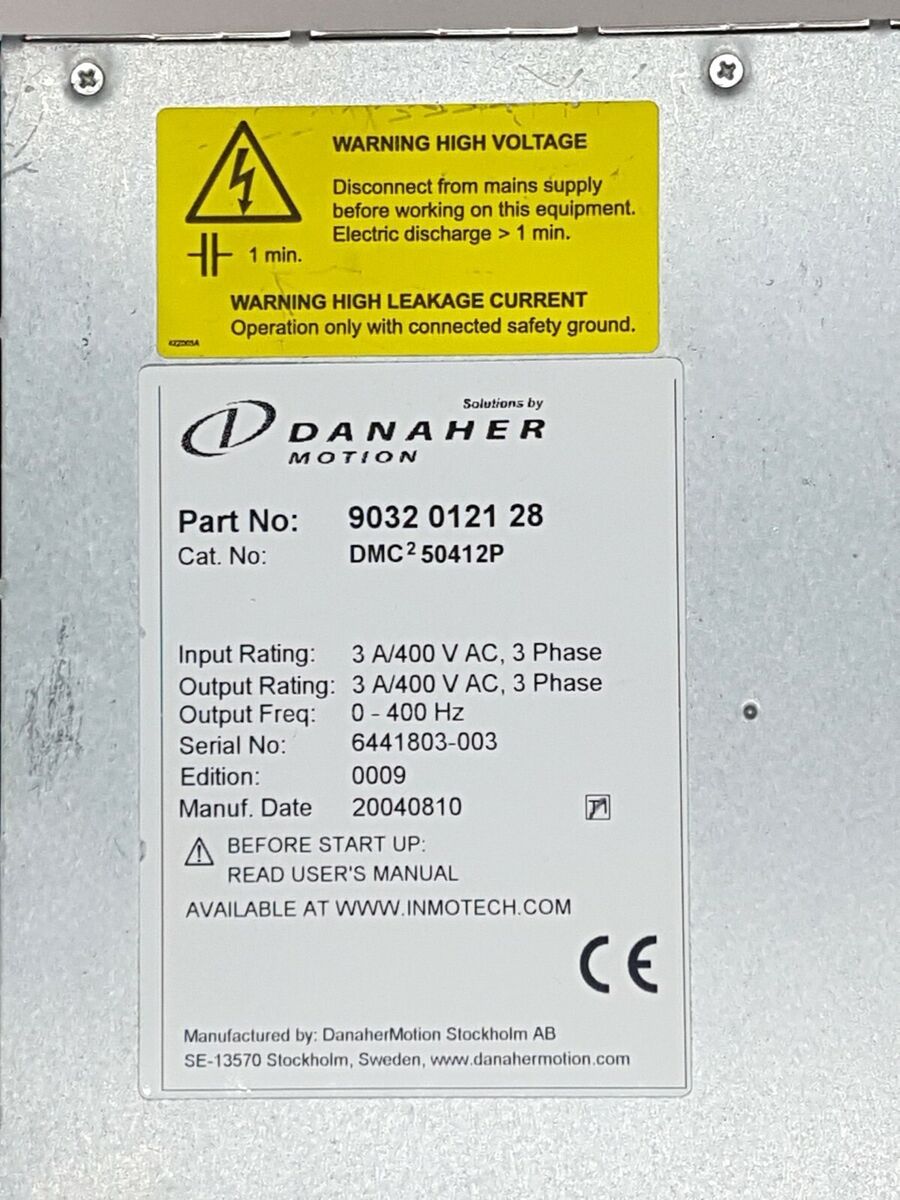 WARNING HIGH VOLTAGE
Disconnect from mains supply
before working on this equipment.
Electric discharge > 1 min.
1 min.
WARNING HIGH LEAKAGE CURRENT
Operation only with connected safety ground.
Solutions by
DANAHER
MOTION
Part No: 9032 0121 28
Cat. No: DMC² 50412P
Input Rating: 3 A/400 V AC, 3 Phase
Output Rating: 3 A/400 V AC, 3 Phase
Output Freq: 0 - 400 Hz
Serial No: 6441803-003
Edition: 0009
Manuf. Date 20040810
BEFORE START UP:
READ USER'S MANUAL
AVAILABLE AT WWW.INMOTECH.COM
CE
Manufactured by: DanaherMotion Stockholm AB
SE-13570 Stockholm, Sweden, www.danahermotion.com